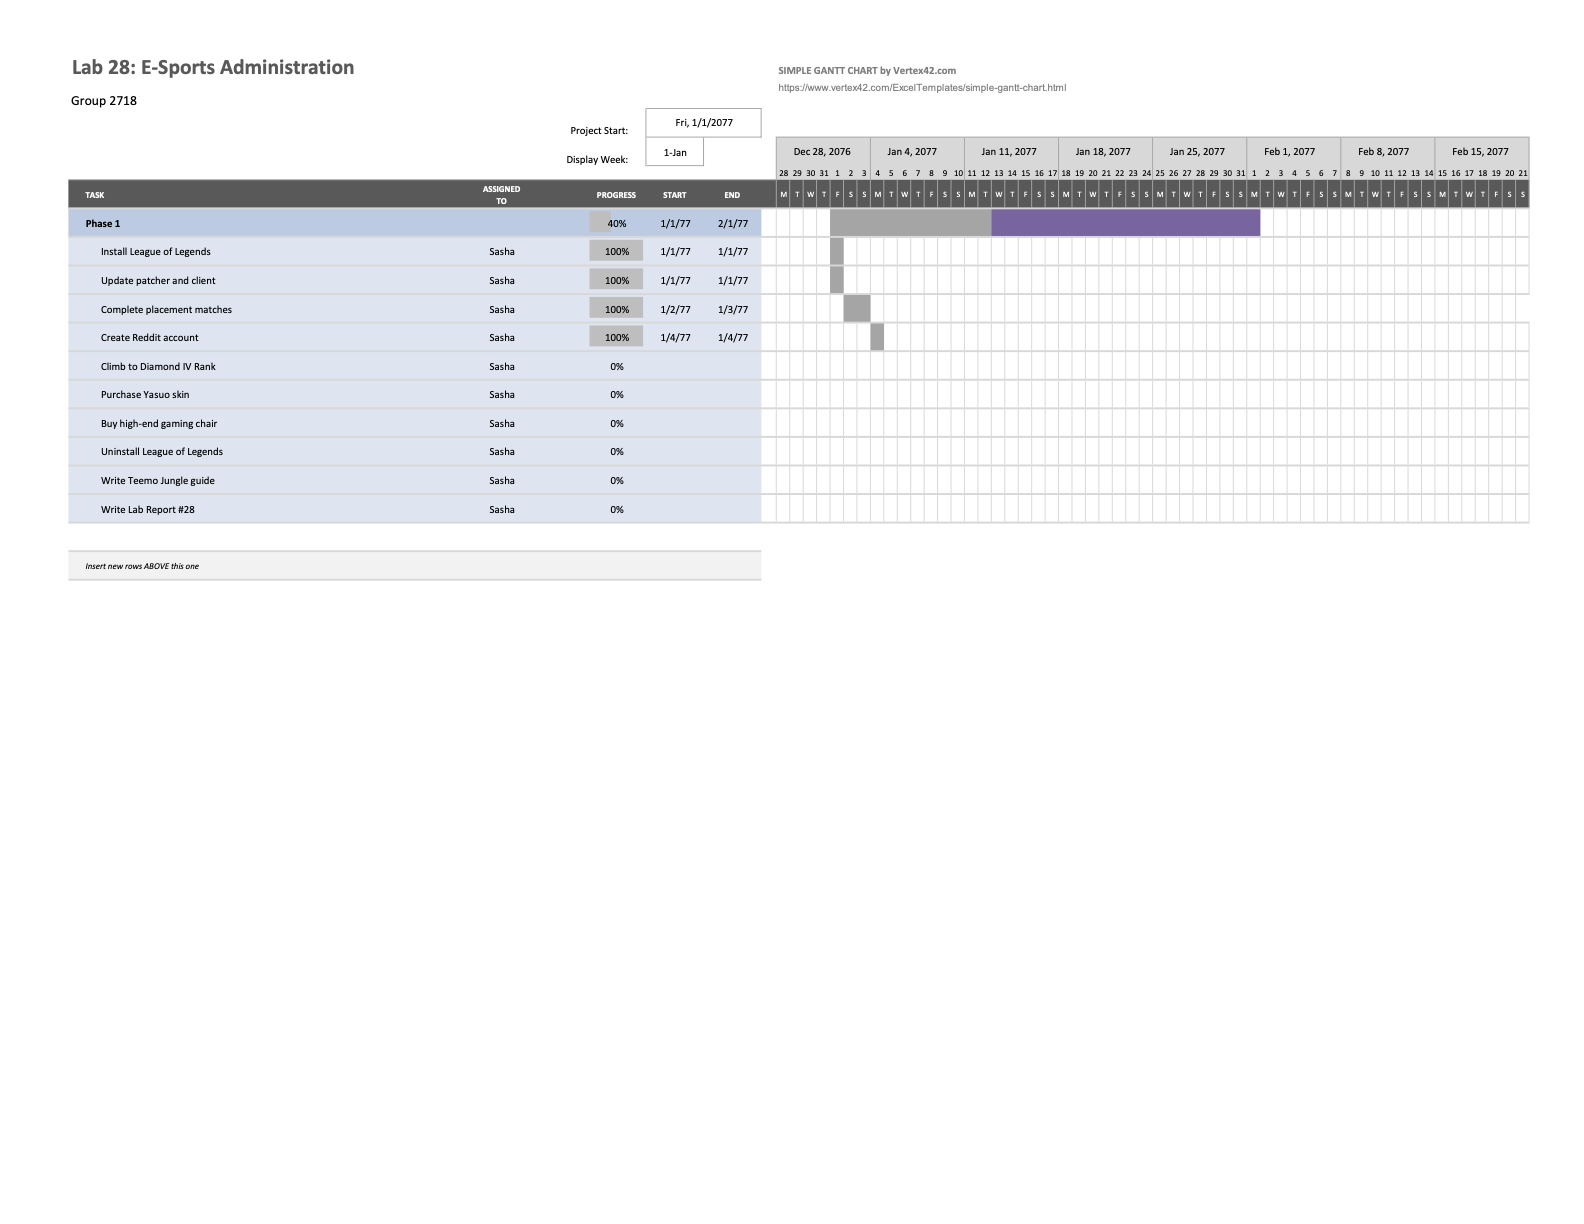 Lab 28: E-Sports Administration
SIMPLE GANTT CHART by Vertex42.com
https://www.vertex42.com/ExcelTemplates/simple-gantt-chart.html
Group 2718
Project Start: Fri, 1/1/2077
Display Week: 1-Jan
Dec 28, 2076 Jan 4, 2077 Jan 11, 2077 Jan 18, 2077 Jan 25, 2077 Feb 1, 2077 Feb 8, 2077 Feb 15, 2077
28 29 30 31 1 2 3 4 5 6 7 8 9 10 11 12 13 14 15 16 17 18 19 20 21 22 23 24 25 26 27 28 29 30 31 1 2 3 4 5 6 7 8 9 10 11 12 13 14 15 16 17 18 19 20 21
TASK ASSIGNED TO PROGRESS START END M T W T F S S M T W T F S S M T W T F S S M T W T F S S M T W T F S S M T W T F S S M T W T F S S M T W T F S S
Phase 1 40% 1/1/77 2/1/77
Install League of Legends Sasha 100% 1/1/77 1/1/77
Update patcher and client Sasha 100% 1/1/77 1/1/77
Complete placement matches Sasha 100% 1/2/77 1/3/77
Create Reddit account Sasha 100% 1/4/77 1/4/77
Climb to Diamond IV Rank Sasha 0%
Purchase Yasuo skin Sasha 0%
Buy high-end gaming chair Sasha 0%
Uninstall League of Legends Sasha 0%
Write Teemo Jungle guide Sasha 0%
Write Lab Report #28 Sasha 0%
Insert new rows ABOVE this one